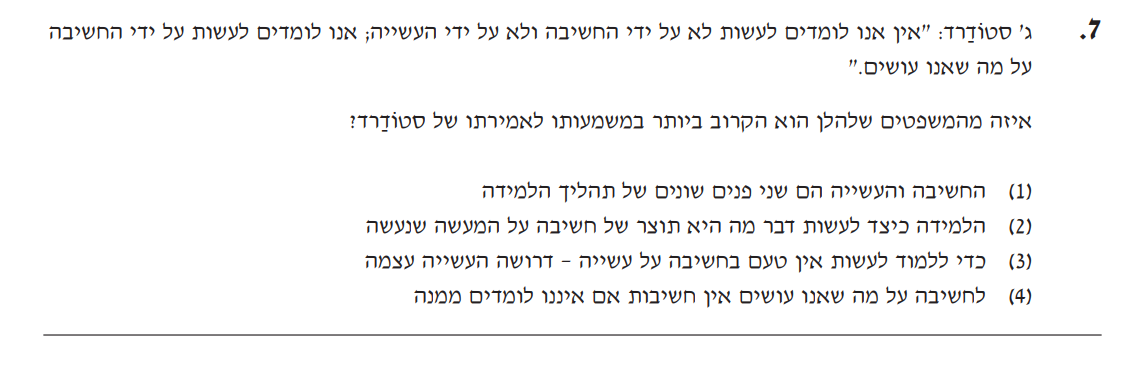 7. ג' סטוֹדַרד: "אין אנו לומדים לעשות לא על ידי החשיבה ולא על ידי העשייה; אנו לומדים לעשות על ידי החשיבה
על מה שאנו עושים."
איזה מהמשפטים שלהלן הוא הקרוב ביותר במשמעותו לאמירתו של סטוֹדַרד?
(1) החשיבה והעשייה הם שני פנים שונים של תהליך הלמידה
(2) הלמידה כיצד לעשות דבר מה היא תוצר של חשיבה על המעשה שנעשה
(3) כדי ללמוד לעשות אין טעם בחשיבה על עשייה - דרושה העשייה עצמה
(4) לחשיבה על מה שאנו עושים אין חשיבות אם איננו לומדים ממנה